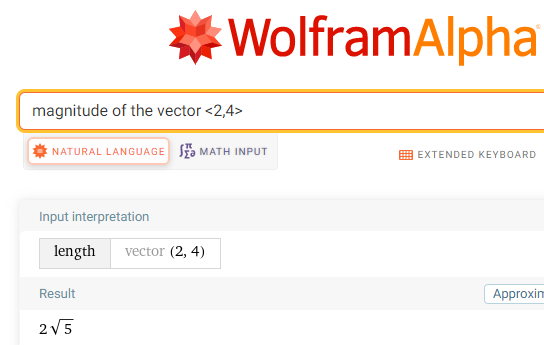 WolframAlpha
magnitude of the vector <2,4>
NATURAL LANGUAGE
∫Σ∂π MATH INPUT
EXTENDED KEYBOARD
Input interpretation
length vector (2, 4)
Result
Approxim
2√5